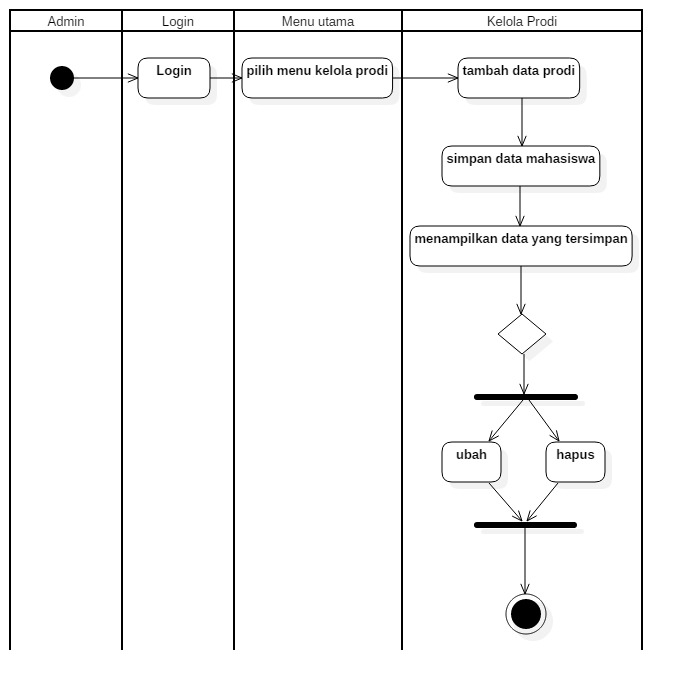 Admin
Login
Menu utama
Kelola Prodi
Login
pilih menu kelola prodi
tambah data prodi
simpan data mahasiswa
menampilkan data yang tersimpan
ubah
hapus